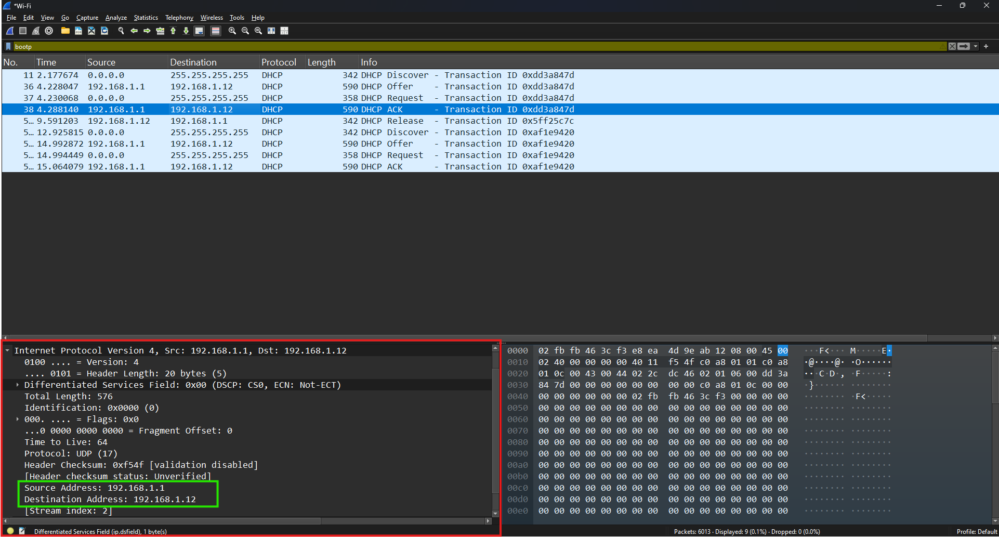 *Wi-Fi
File Edit View Go Capture Analyze Statistics Telephony Wireless Tools Help
bootp
No. Time Source Destination Protocol Length Info
11 2.177674 0.0.0.0 255.255.255.255 DHCP 342 DHCP Discover - Transaction ID 0xdd3a847d
36 4.228047 192.168.1.1 192.168.1.12 DHCP 590 DHCP Offer - Transaction ID 0xdd3a847d
37 4.230068 0.0.0.0 255.255.255.255 DHCP 358 DHCP Request - Transaction ID 0xdd3a847d
38 4.288140 192.168.1.1 192.168.1.12 DHCP 590 DHCP ACK - Transaction ID 0xdd3a847d
5… 9.591203 192.168.1.12 192.168.1.1 DHCP 342 DHCP Release - Transaction ID 0x5ff25c7c
5… 12.925815 0.0.0.0 255.255.255.255 DHCP 342 DHCP Discover - Transaction ID 0xaf1e9420
5… 14.992872 192.168.1.1 192.168.1.12 DHCP 590 DHCP Offer - Transaction ID 0xaf1e9420
5… 14.994449 0.0.0.0 255.255.255.255 DHCP 358 DHCP Request - Transaction ID 0xaf1e9420
5… 15.064079 192.168.1.1 192.168.1.12 DHCP 590 DHCP ACK - Transaction ID 0xaf1e9420
Internet Protocol Version 4, Src: 192.168.1.1, Dst: 192.168.1.12
0100 .... = Version: 4
.... 0101 = Header Length: 20 bytes (5)
Differentiated Services Field: 0x00 (DSCP: CS0, ECN: Not-ECT)
Total Length: 576
Identification: 0x0000 (0)
000. .... = Flags: 0x0
...0 0000 0000 0000 = Fragment Offset: 0
Time to Live: 64
Protocol: UDP (17)
Header Checksum: 0xf54f [validation disabled]
[Header checksum status: Unverified]
Source Address: 192.168.1.1
Destination Address: 192.168.1.12
[Stream index: 2]
0000 02 fb fb 46 3c f3 e8 ea 4d 9e ab 12 08 00 45 00 ···F<··· M·····E·
0010 02 40 00 00 00 00 40 11 f5 4f c0 a8 01 01 c0 a8 ·@····@· ·O······
0020 01 0c 00 43 00 44 02 2c dc 46 02 01 06 00 dd 3a ···C·D·, ·F·····:
0030 84 7d 00 00 00 00 00 00 00 00 c0 a8 01 0c 00 00 ·}······ ········
0040 00 00 00 00 00 00 02 fb fb 46 3c f3 00 00 00 00 ········ ·F<·····
0050 00 00 00 00 00 00 00 00 00 00 00 00 00 00 00 00 ········ ········
0060 00 00 00 00 00 00 00 00 00 00 00 00 00 00 00 00 ········ ········
0070 00 00 00 00 00 00 00 00 00 00 00 00 00 00 00 00 ········ ········
0080 00 00 00 00 00 00 00 00 00 00 00 00 00 00 00 00 ········ ········
0090 00 00 00 00 00 00 00 00 00 00 00 00 00 00 00 00 ········ ········
00a0 00 00 00 00 00 00 00 00 00 00 00 00 00 00 00 00 ········ ········
00b0 00 00 00 00 00 00 00 00 00 00 00 00 00 00 00 00 ········ ········
00c0 00 00 00 00 00 00 00 00 00 00 00 00 00 00 00 00 ········ ········
00d0 00 00 00 00 00 00 00 00 00 00 00 00 00 00 00 00 ········ ········
00e0 00 00 00 00 00 00 00 00 00 00 00 00 00 00 00 00 ········ ········
Differentiated Services Field (ip.dsfield), 1 byte(s)
Packets: 6013 · Displayed: 9 (0.1%) · Dropped: 0 (0.0%)
Profile: Default